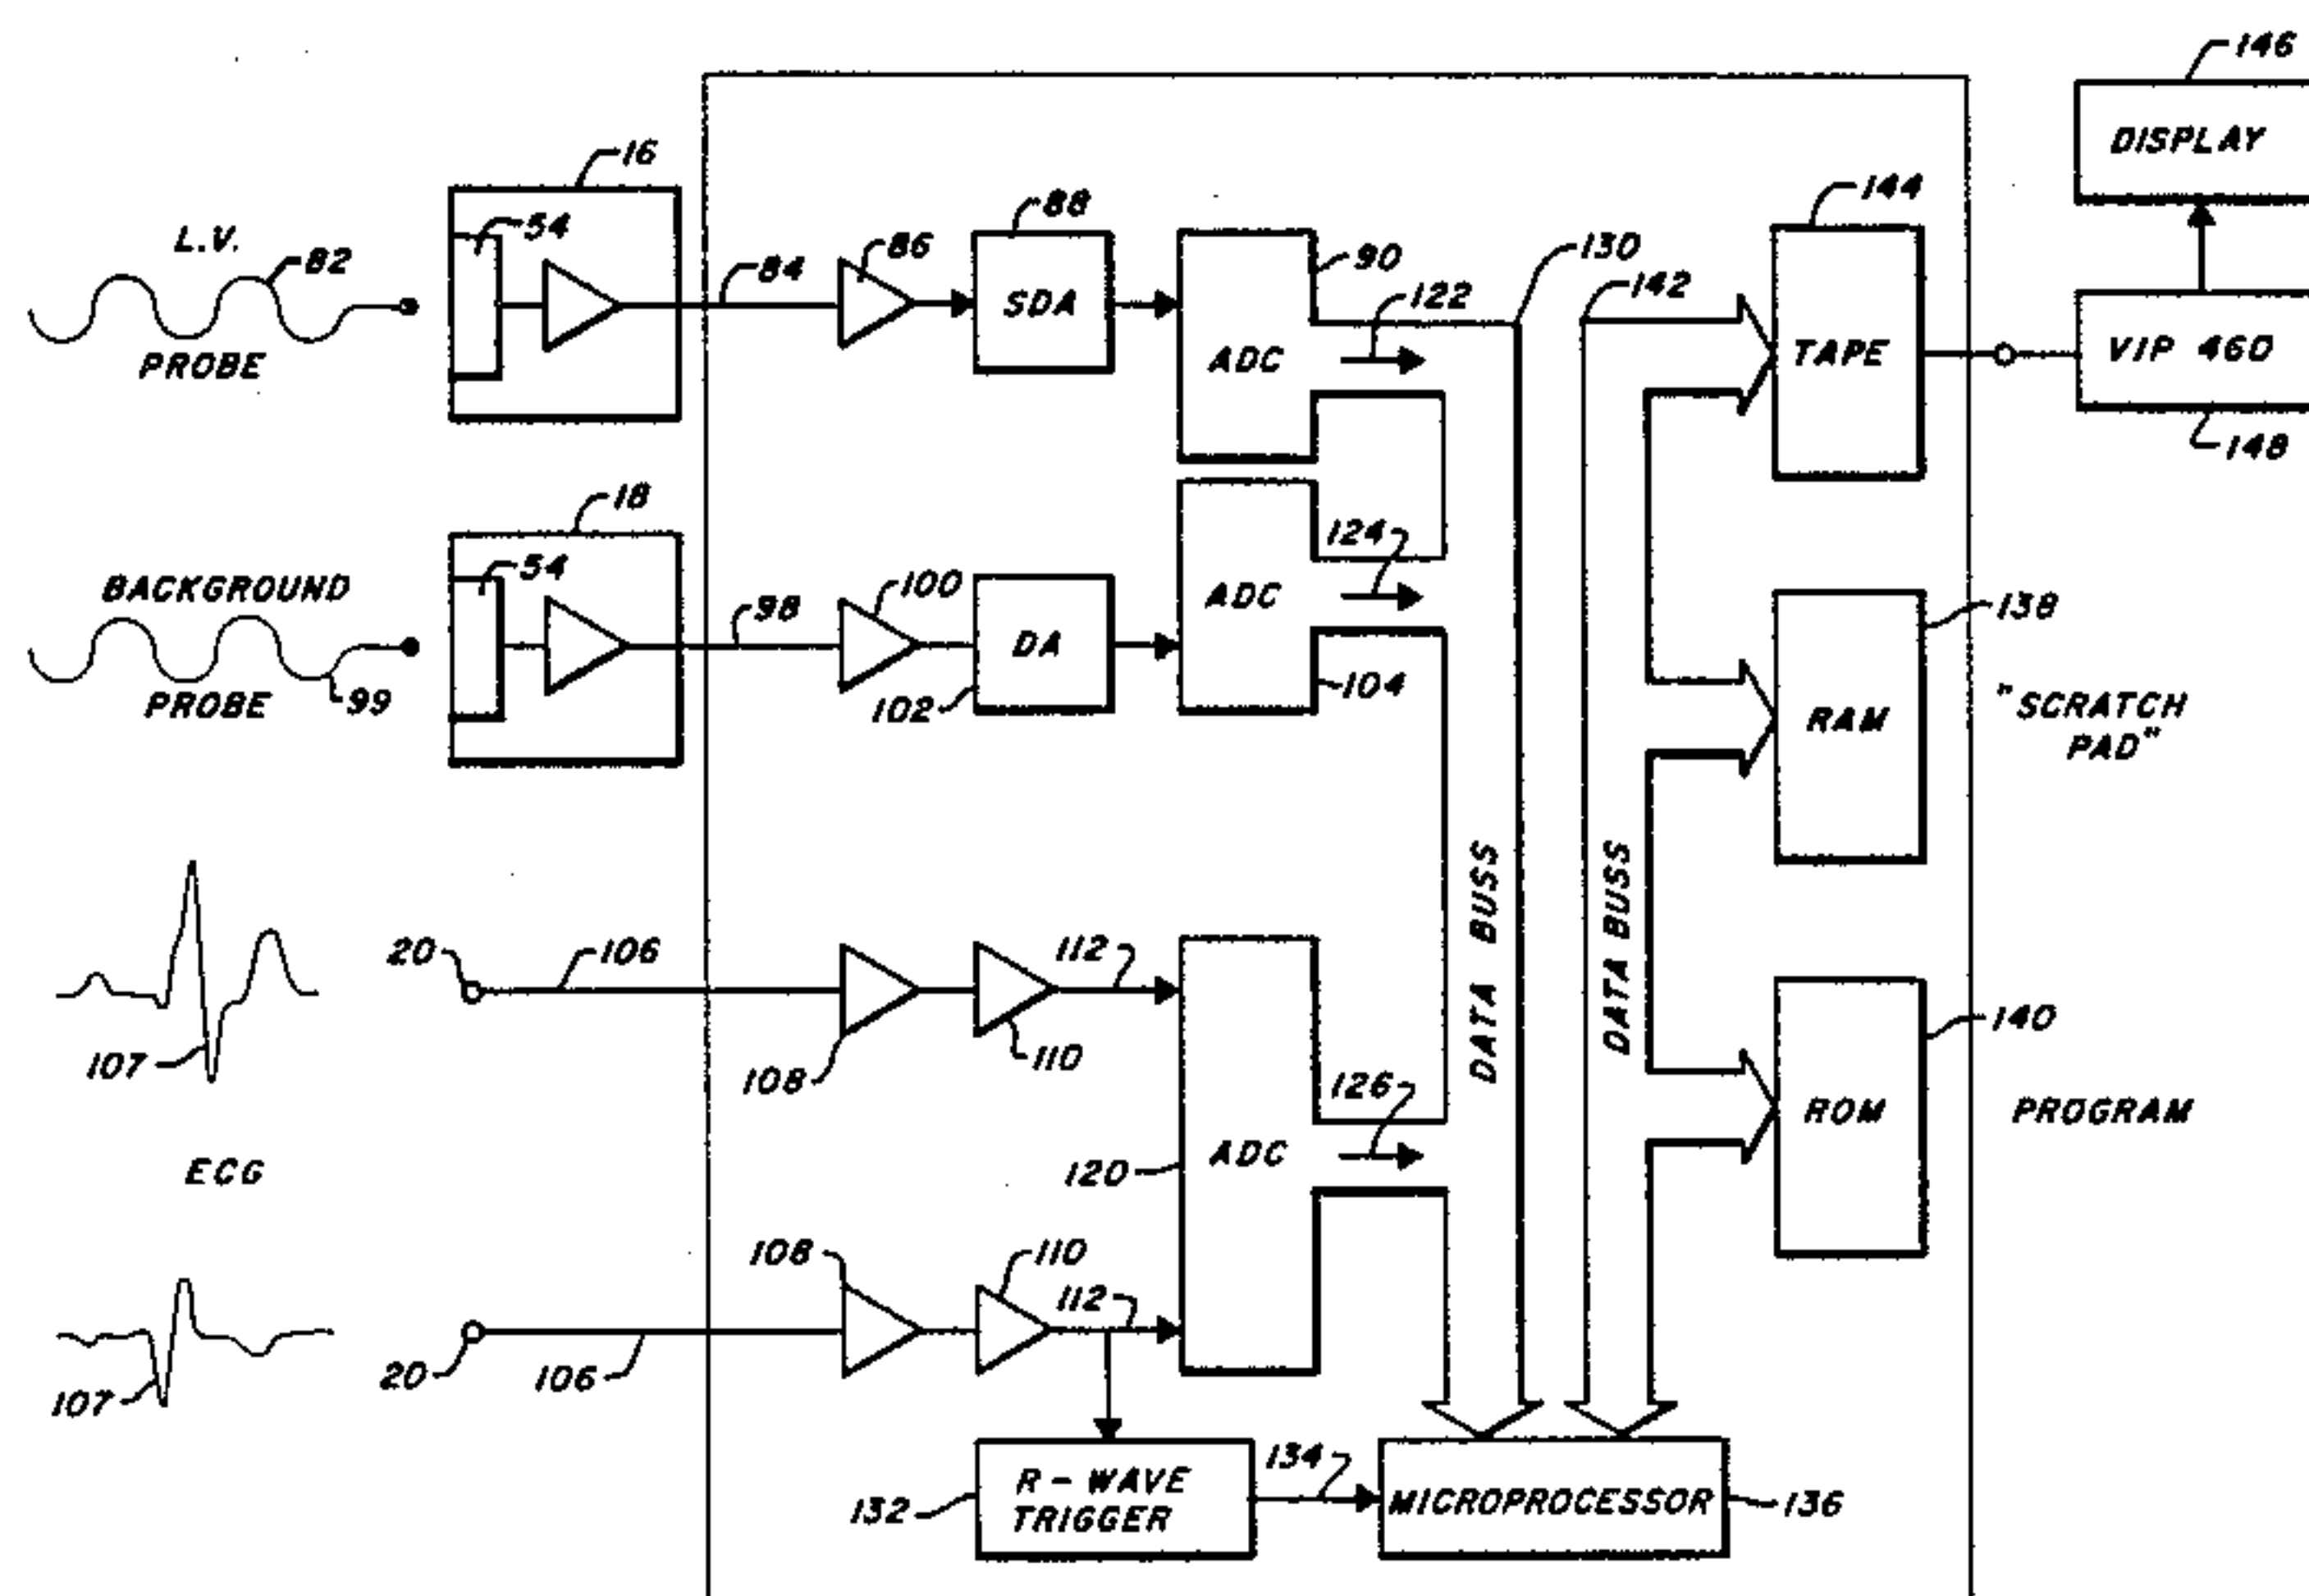 146
DISPLAY
16
144
88
L.V.
54
86
130
82
84
90
142
122
SDA
ADC
TAPE
VIP 460
PROBE
148
18
124
54
138
BACKGROUND
100
ADC
98
DA
PROBE
99
102
104
RAM
"SCRATCH
PAD"
DATA BUSS
DATA BUSS
20
106
112
140
107
108
110
126
ROM
PROGRAM
ECG
120
ADC
108
110
112
107
20
106
R-WAVE
TRIGGER
134
132
MICROPROCESSOR
136